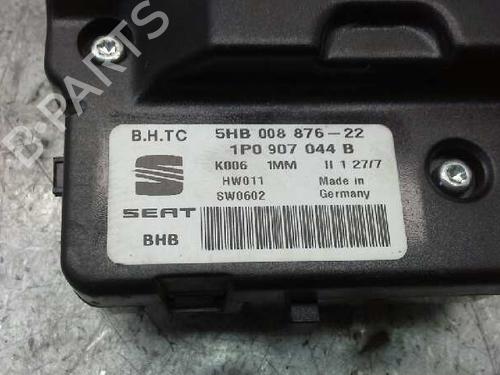 B-PARTS
B.H.TC 5HB 008 876-22
1P0 907 044 B
K006 1MM II 1 27/7
HW011 Made in
SEAT SW0602 Germany
BHB